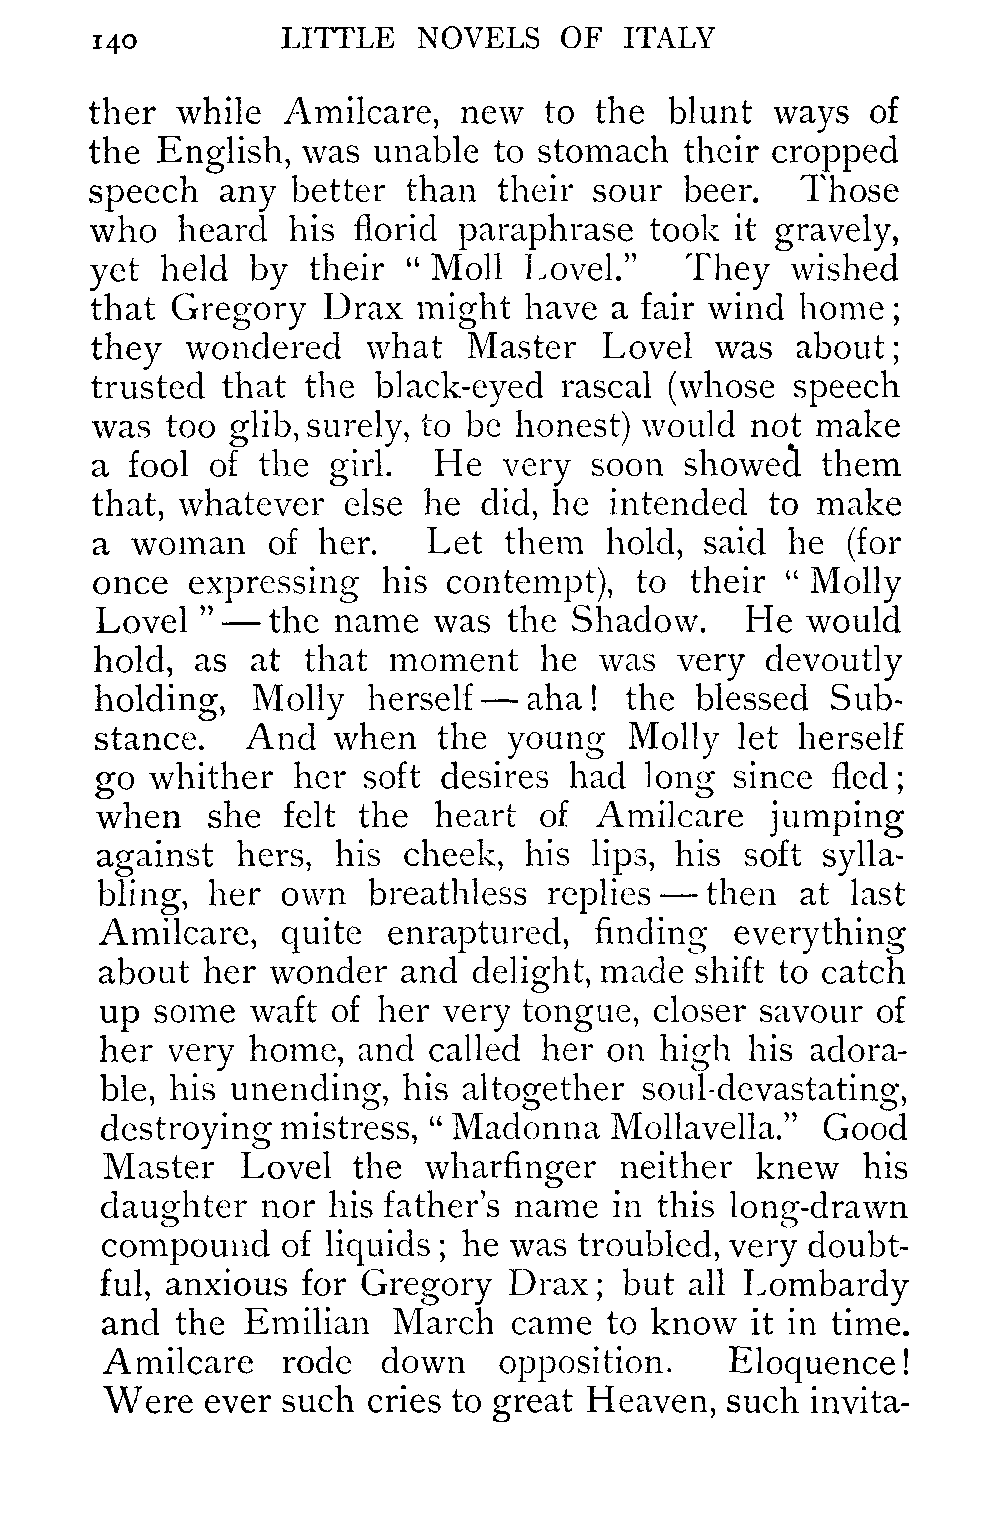 140 LITTLE NOVELS OF ITALY
ther while Amilcare, new to the blunt ways of
the English, was unable to stomach their cropped
speech any better than their sour beer. Those
who heard his florid paraphrase took it gravely,
yet held by their “ Moll Lovel.” They wished
that Gregory Drax might have a fair wind home ;
they wondered what Master Lovel was about ;
trusted that the black-eyed rascal (whose speech
was too glib, surely, to be honest) would not make
a fool of the girl. He very soon showed them
that, whatever else he did, he intended to make
a woman of her. Let them hold, said he (for
once expressing his contempt), to their “ Molly
Lovel ” — the name was the Shadow. He would
hold, as at that moment he was very devoutly
holding, Molly herself — aha ! the blessed Sub-
stance. And when the young Molly let herself
go whither her soft desires had long since fled ;
when she felt the heart of Amilcare jumping
against hers, his cheek, his lips, his soft sylla-
bling, her own breathless replies — then at last
Amilcare, quite enraptured, finding everything
about her wonder and delight, made shift to catch
up some waft of her very tongue, closer savour of
her very home, and called her on high his adora-
ble, his unending, his altogether soul-devastating,
destroying mistress, “ Madonna Mollavella.” Good
Master Lovel the wharfinger neither knew his
daughter nor his father’s name in this long-drawn
compound of liquids ; he was troubled, very doubt-
ful, anxious for Gregory Drax ; but all Lombardy
and the Emilian March came to know it in time.
Amilcare rode down opposition. Eloquence !
Were ever such cries to great Heaven, such invita-